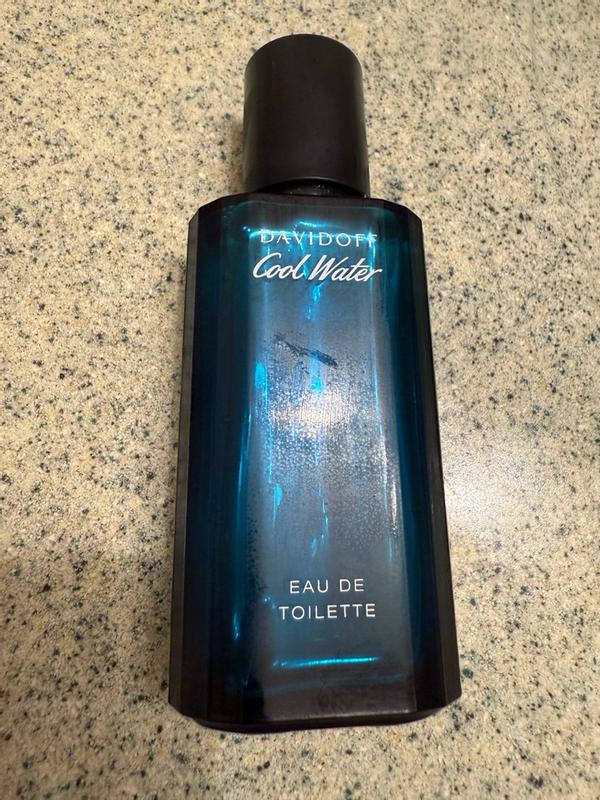 DAVIDOFF
Cool Water
EAU DE
TOILETTE